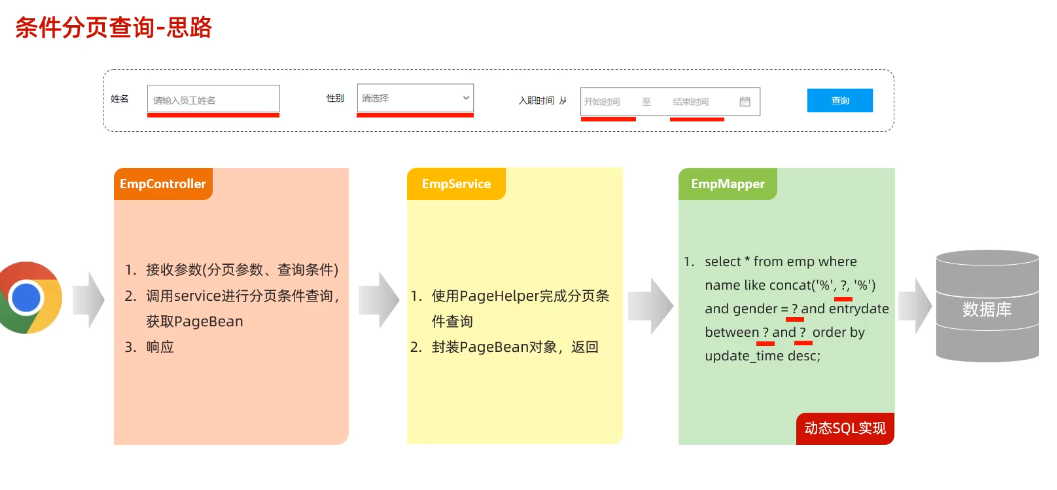 条件分页查询-思路
姓名 请输入员工姓名 性别 请选择 入职时间 从 开始时间 至 结束时间 查询
EmpController
1. 接收参数(分页参数、查询条件)
2. 调用service进行分页条件查询，
获取PageBean
3. 响应
EmpService
1. 使用PageHelper完成分页条
件查询
2. 封装PageBean对象，返回
EmpMapper
1. select * from emp where
name like concat('%', ?, '%')
and gender = ? and entrydate
between ? and ? order by
update_time desc;
动态SQL实现
数据库